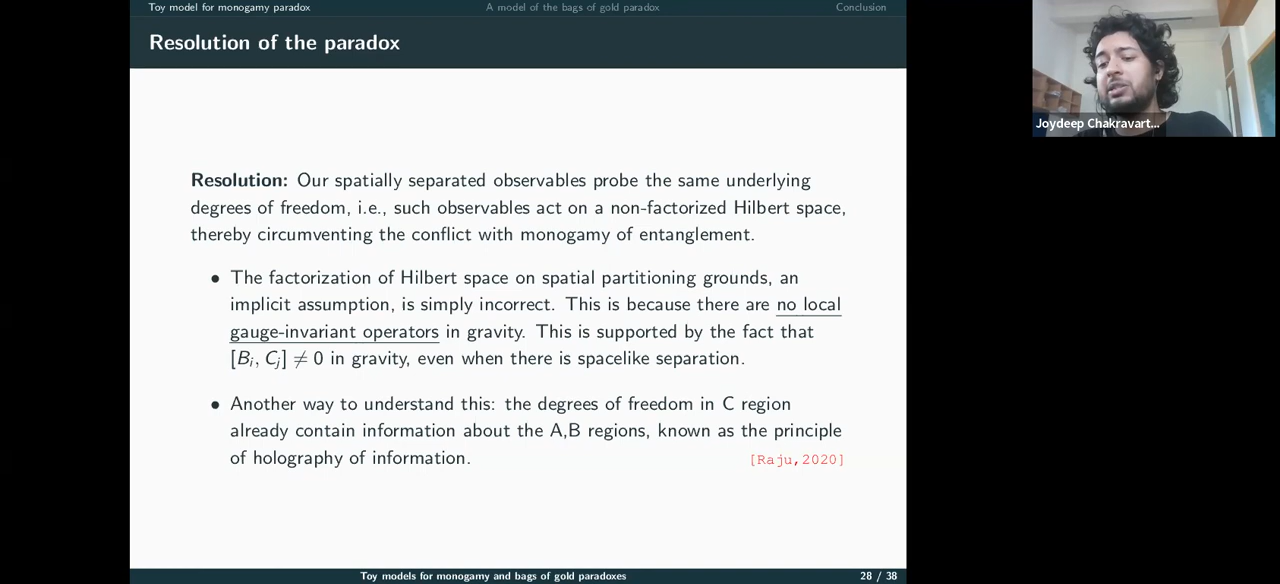 Toy model for monogamy paradox A model of the bags of gold paradox Conclusion
Resolution of the paradox
Resolution: Our spatially separated observables probe the same underlying
degrees of freedom, i.e., such observables act on a non-factorized Hilbert space,
thereby circumventing the conflict with monogamy of entanglement.
• The factorization of Hilbert space on spatial partitioning grounds, an
implicit assumption, is simply incorrect. This is because there are no local
gauge-invariant operators in gravity. This is supported by the fact that
[Bᵢ, Cⱼ] ≠ 0 in gravity, even when there is spacelike separation.
• Another way to understand this: the degrees of freedom in C region
already contain information about the A,B regions, known as the principle
of holography of information. [Raju,2020]
Toy models for monogamy and bags of gold paradoxes 28 / 38
Joydeep Chakravart...